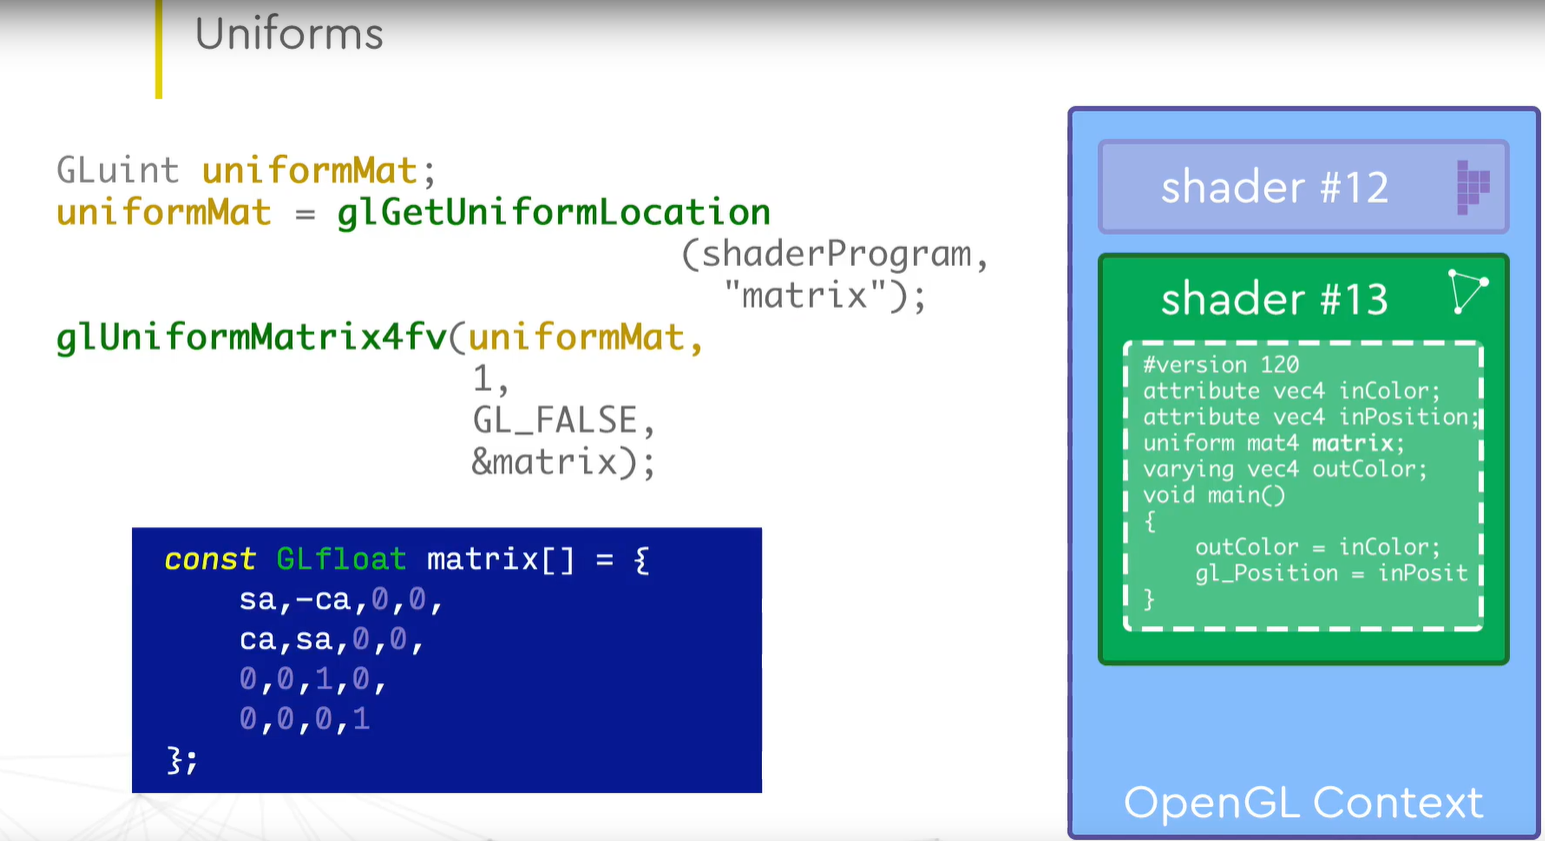 Uniforms
GLuint uniformMat;
uniformMat = glGetUniformLocation
(shaderProgram,
"matrix");
glUniformMatrix4fv(uniformMat,
1,
GL_FALSE,
&matrix);
const GLfloat matrix[] = {
sa,-ca,0,0,
ca,sa,0,0,
0,0,1,0,
0,0,0,1
};
shader #12
shader #13
#version 120
attribute vec4 inColor;
attribute vec4 inPosition;
uniform mat4 matrix;
varying vec4 outColor;
void main()
{
outColor = inColor;
gl_Position = inPosit
}
OpenGL Context